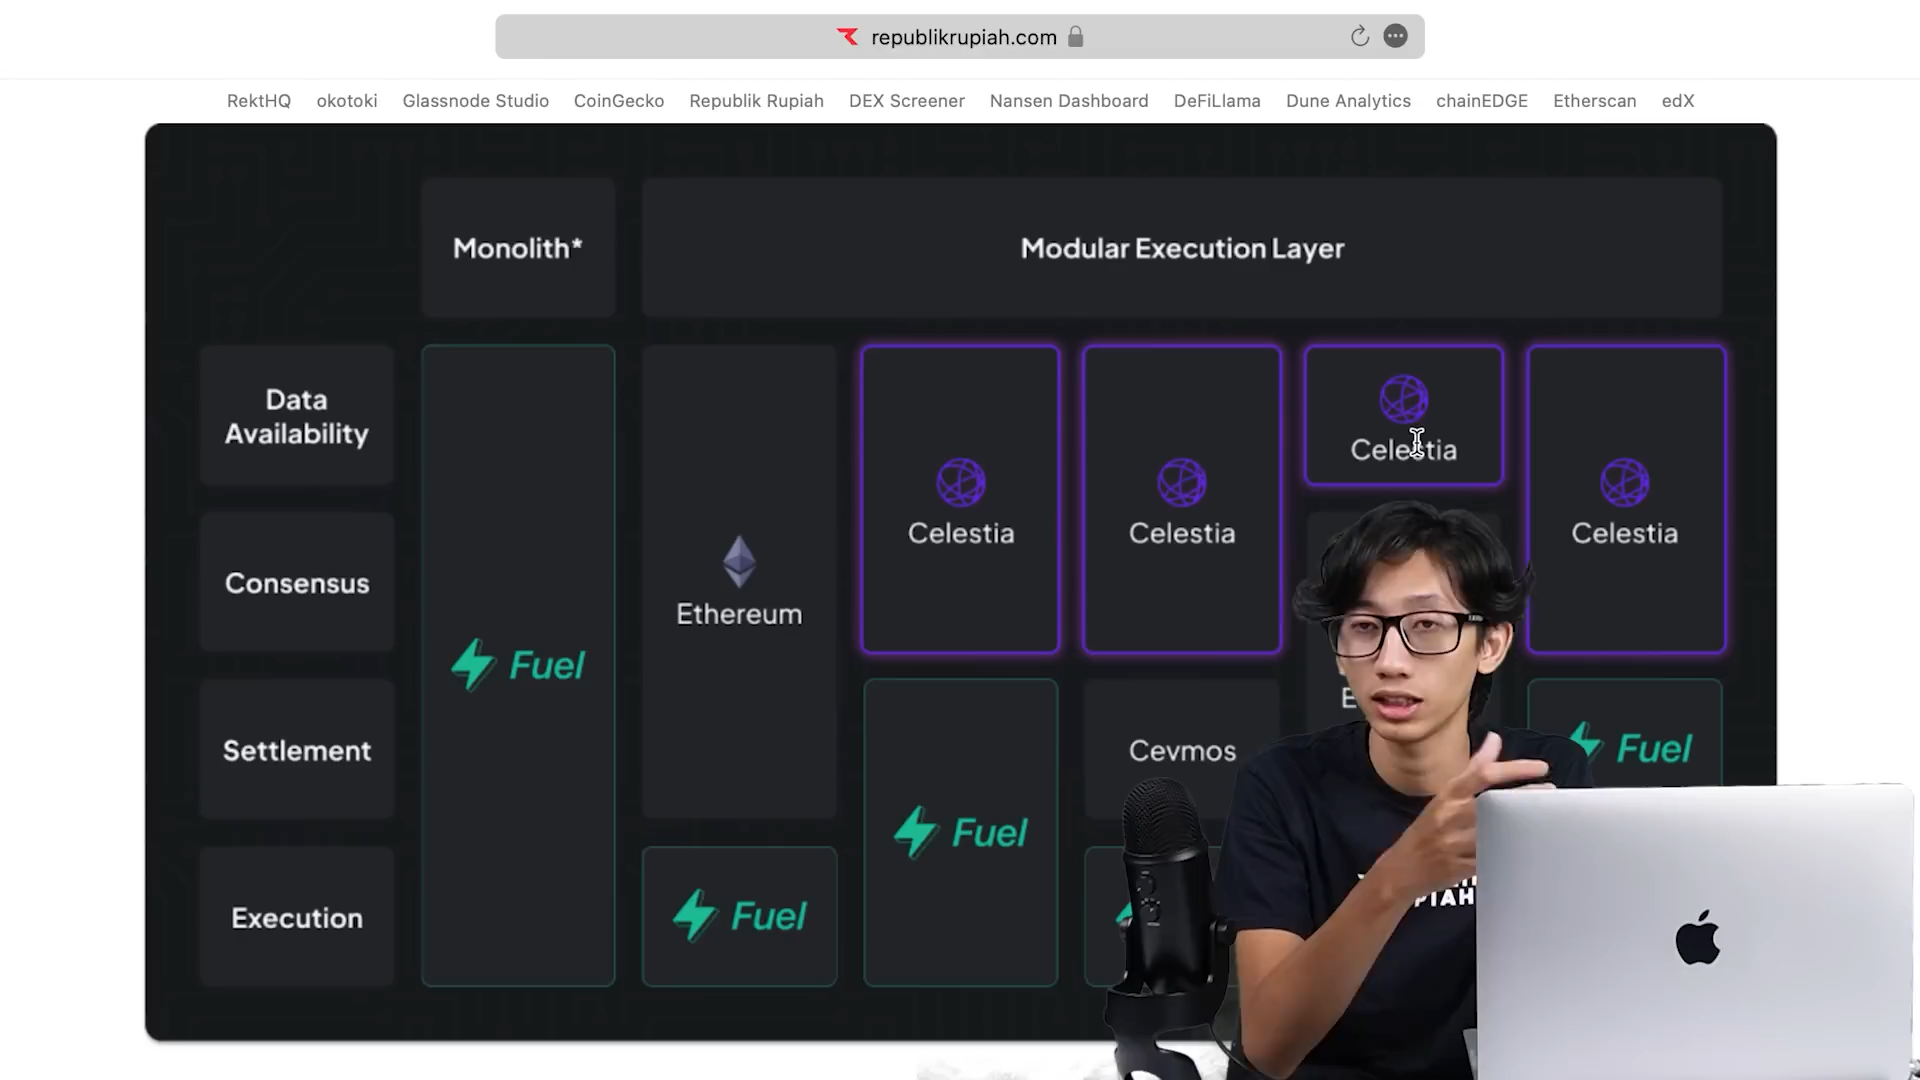 republikrupiah.com
RektHQ okotoki Glassnode Studio CoinGecko Republik Rupiah DEX Screener Nansen Dashboard DeFiLlama Dune Analytics chainEDGE Etherscan edX
Monolith* Modular Execution Layer
Data
Availability
Consensus
Settlement
Execution
Fuel
Ethereum
Fuel
Celestia
Fuel
Celestia
Cevmos
Celestia
Celestia
Fuel